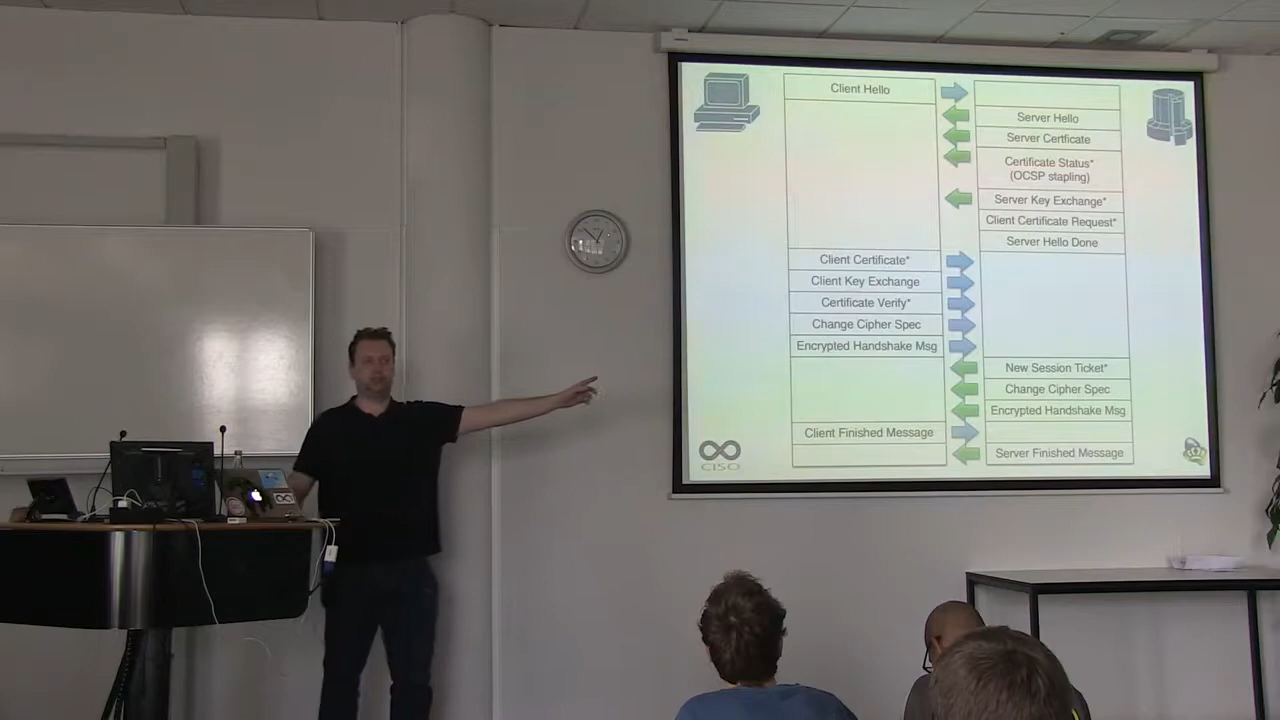 Client Hello
Server Hello
Server Certficate
Certificate Status*
(OCSP stapling)
Server Key Exchange*
Client Certificate Request*
Server Hello Done
Client Certificate*
Client Key Exchange
Certificate Verify*
Change Cipher Spec
Encrypted Handshake Msg
New Session Ticket*
Change Cipher Spec
Encrypted Handshake Msg
Client Finished Message
Server Finished Message
CISO